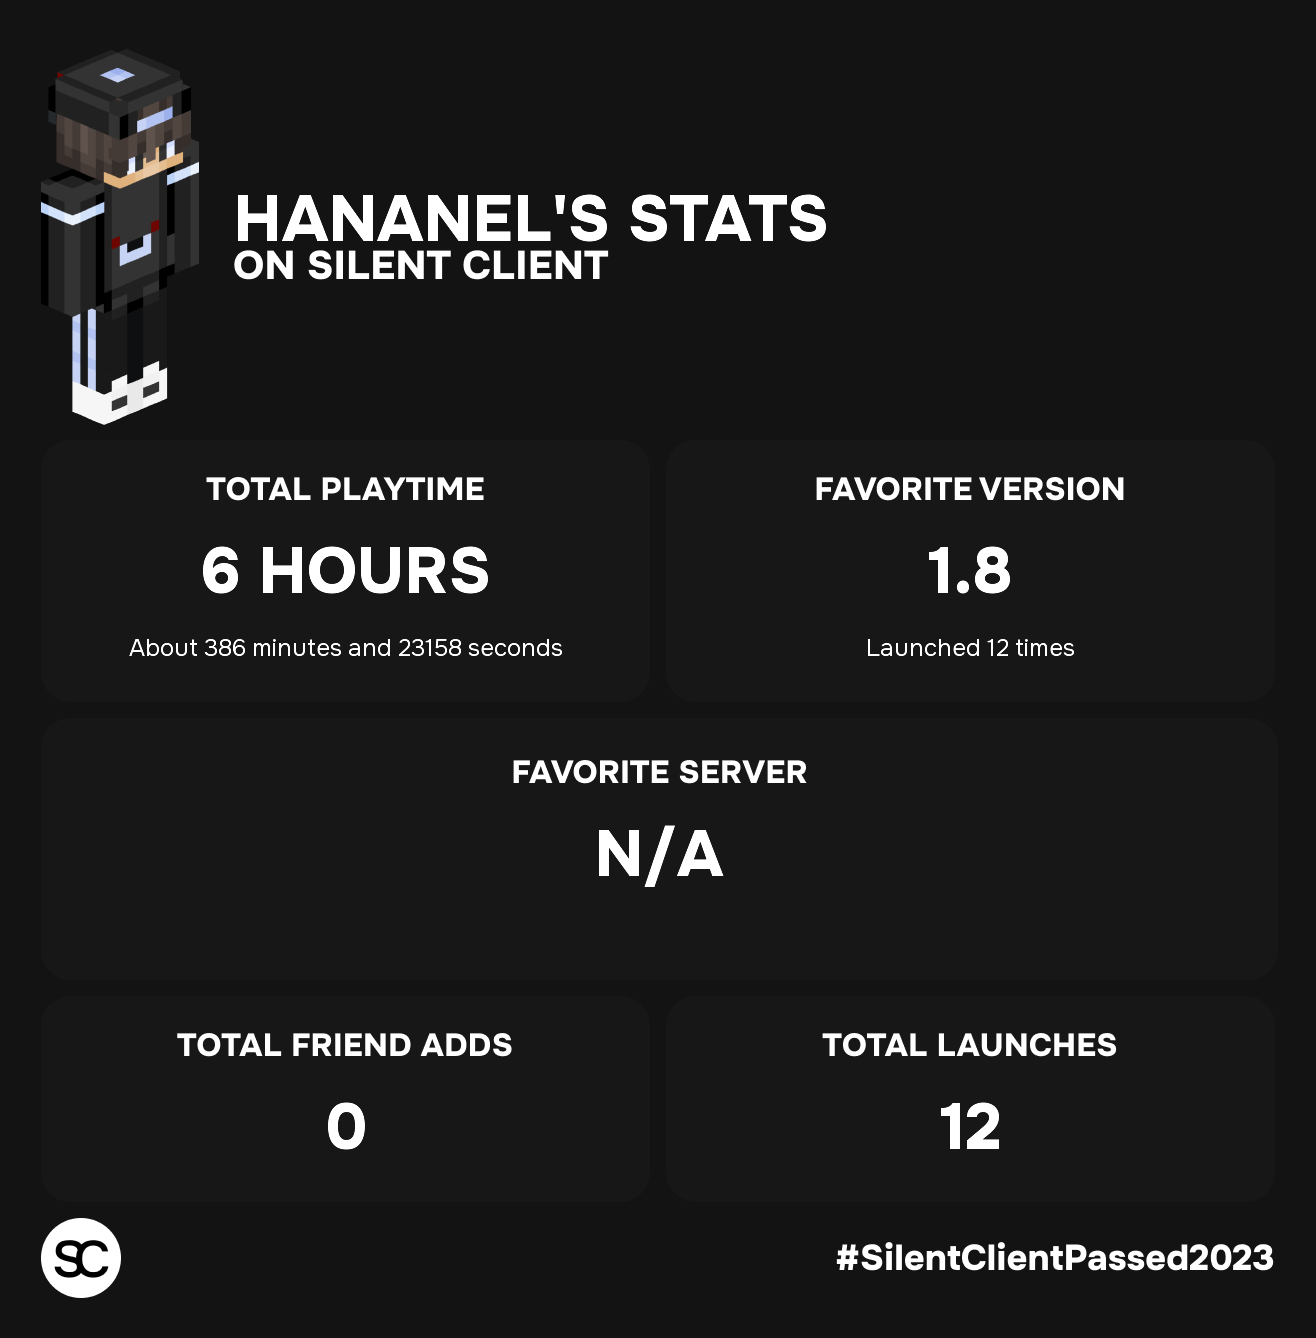 HANANEL'S STATS
ON SILENT CLIENT
TOTAL PLAYTIME
6 HOURS
About 386 minutes and 23158 seconds
FAVORITE VERSION
1.8
Launched 12 times
FAVORITE SERVER
N/A
TOTAL FRIEND ADDS
0
TOTAL LAUNCHES
12
SC
#SilentClientPassed2023